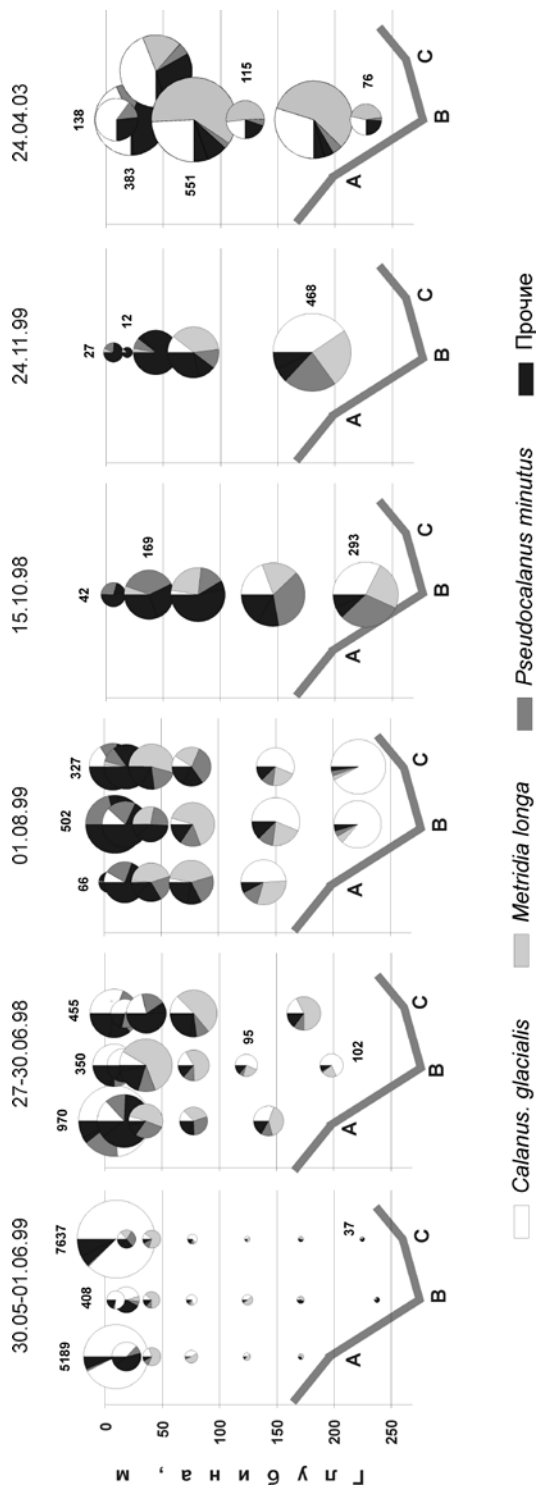 30.05-01.06.99
27-30.06.98
01.08.99
15.10.98
24.11.99
24.04.03
Глубина, м
0
50
100
150
200
250
5189
408
7637
37
A
B
C
970
350
455
95
102
A
B
C
66
502
327
A
B
C
42
169
293
A
B
C
27
12
468
A
B
C
138
383
551
115
76
A
B
C
Calanus. glacialis
Metridia longa
Pseudocalanus minutus
Прочие